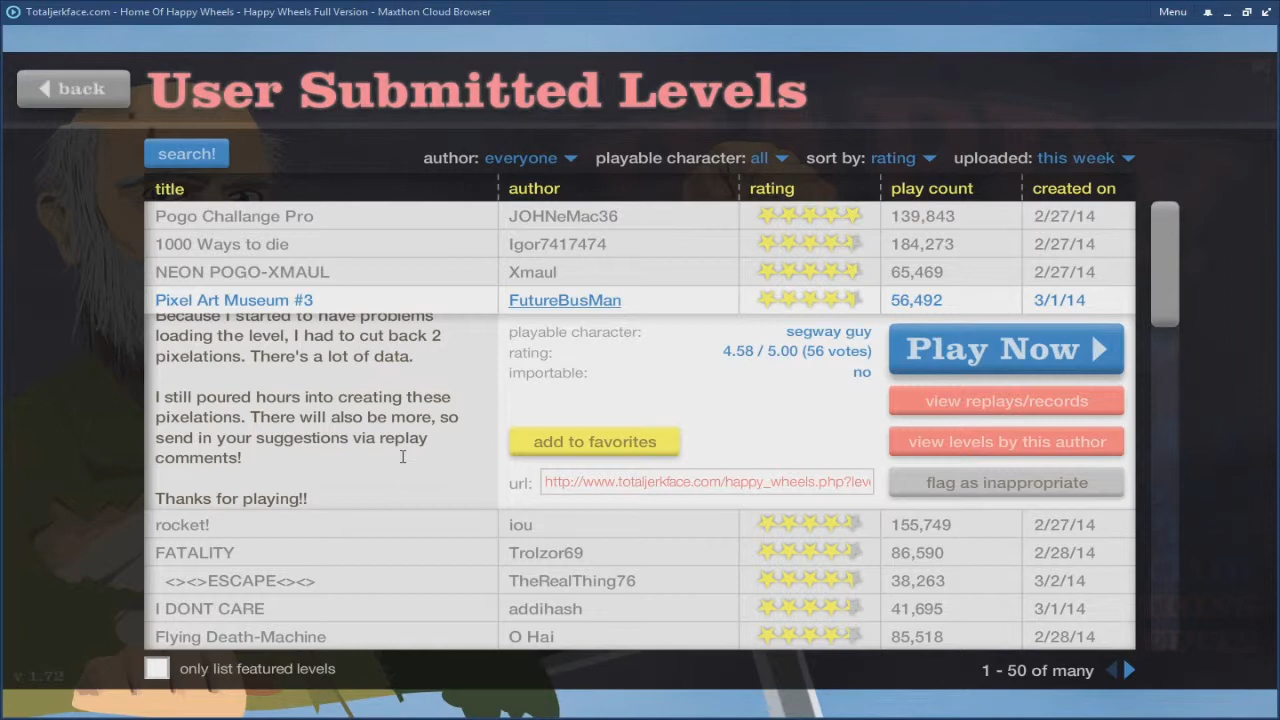 Totaljerkface.com - Home Of Happy Wheels - Happy Wheels Full Version - Maxthon Cloud Browser
Menu
back
User Submitted Levels
search!
author: everyone
playable character: all
sort by: rating
uploaded: this week
title author rating play count created on
Pogo Challange Pro JOHNeMac36 139,843 2/27/14
1000 Ways to die Igor7417474 184,273 2/27/14
NEON POGO-XMAUL Xmaul 65,469 2/27/14
Pixel Art Museum #3 FutureBusMan 56,492 3/1/14
Because I started to have problems
loading the level, I had to cut back 2
pixelations. There's a lot of data.
I still poured hours into creating these
pixelations. There will also be more, so
send in your suggestions via replay
comments!
Thanks for playing!!
playable character: segway guy
rating: 4.58 / 5.00 (56 votes)
importable: no
add to favorites
url: http://www.totaljerkface.com/happy_wheels.php?lev
Play Now
view replays/records
view levels by this author
flag as inappropriate
rocket! iou 155,749 2/27/14
FATALITY Trolzor69 86,590 2/28/14
<><>ESCAPE<><> TheRealThing76 38,263 3/2/14
I DONT CARE addihash 41,695 3/1/14
Flying Death-Machine O Hai 85,518 2/28/14
only list featured levels
1 - 50 of many
v 1.72